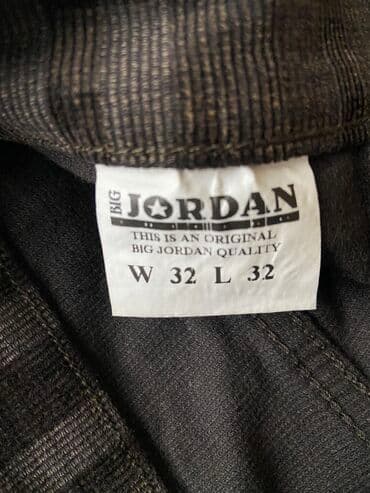 BIG JORDAN
THIS IS AN ORIGINAL
BIG JORDAN QUALITY
W 32 L 32